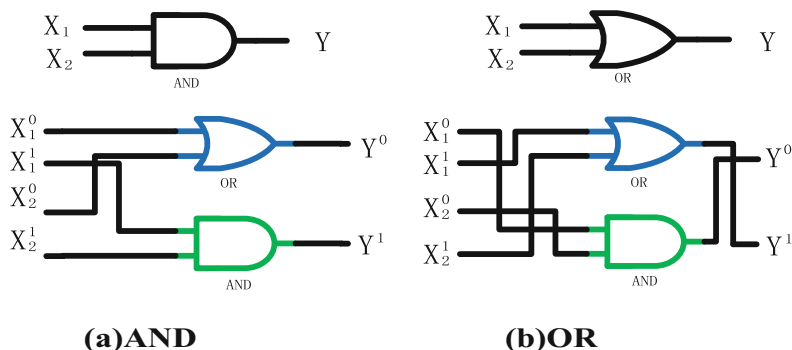 X₁
X₂
Y
AND
X₁⁰
X₁¹
X₂⁰
X₂¹
OR
AND
Y⁰
Y¹
(a)AND
X₁
X₂
Y
OR
X₁⁰
X₁¹
X₂⁰
X₂¹
OR
AND
Y⁰
Y¹
(b)OR